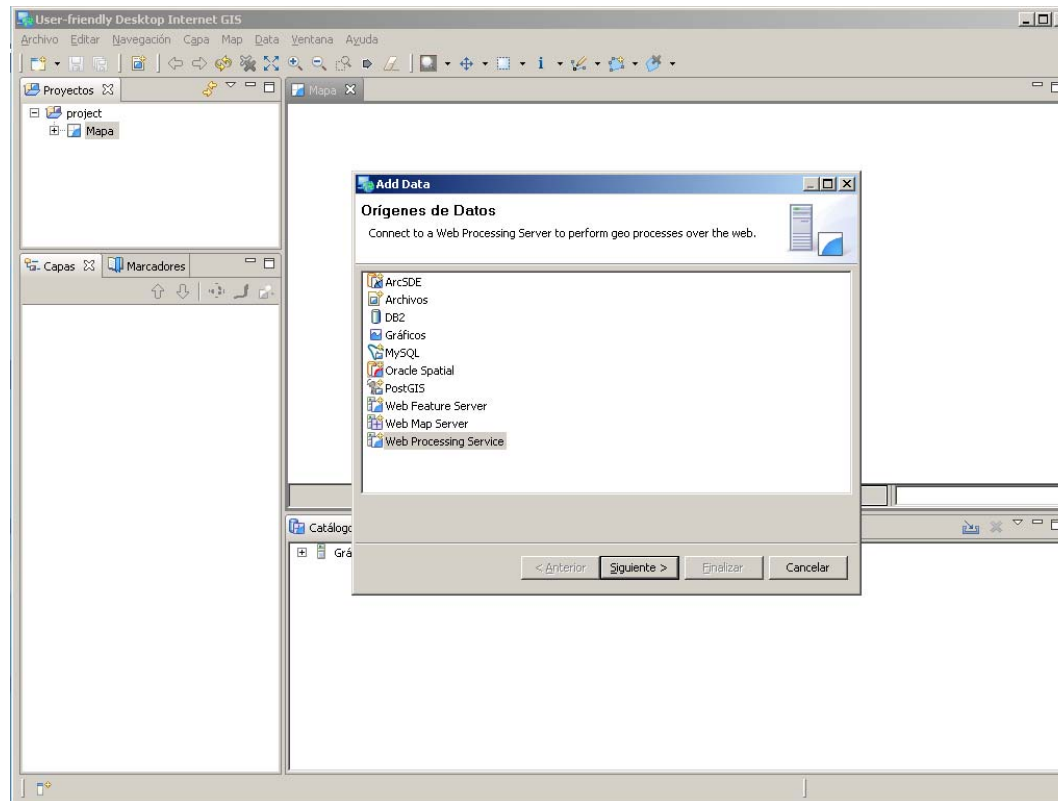 User-friendly Desktop Internet GIS
Archivo Editar Navegación Capa Map Data Ventana Ayuda
Proyectos
Mapa
project
Mapa
Add Data
Orígenes de Datos
Connect to a Web Processing Server to perform geo processes over the web.
Capas
Marcadores
ArcSDE
Archivos
DB2
Gráficos
MySQL
Oracle Spatial
PostGIS
Web Feature Server
Web Map Server
Web Processing Service
Catálogo
Grá
< Anterior
Siguiente >
Finalizar
Cancelar